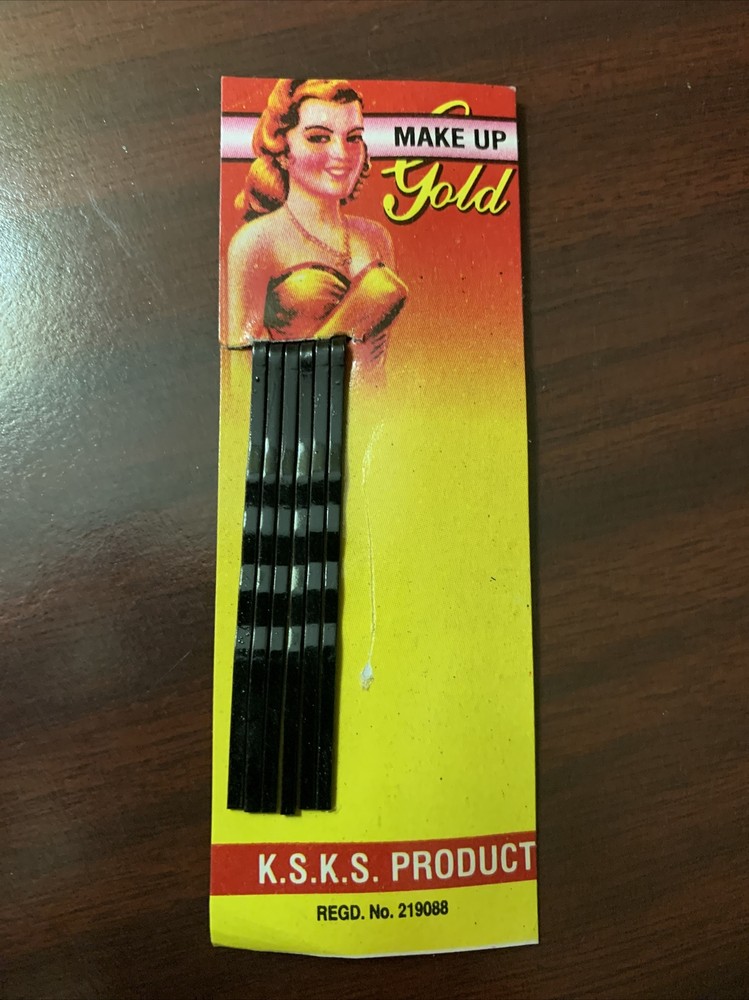 MAKE UP
Gold
K.S.K.S. PRODUCT
REGD. No. 219088